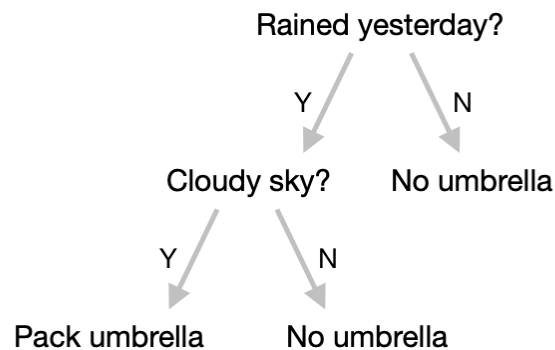 Rained yesterday?
Y
N
Cloudy sky?
No umbrella
Y
N
Pack umbrella
No umbrella